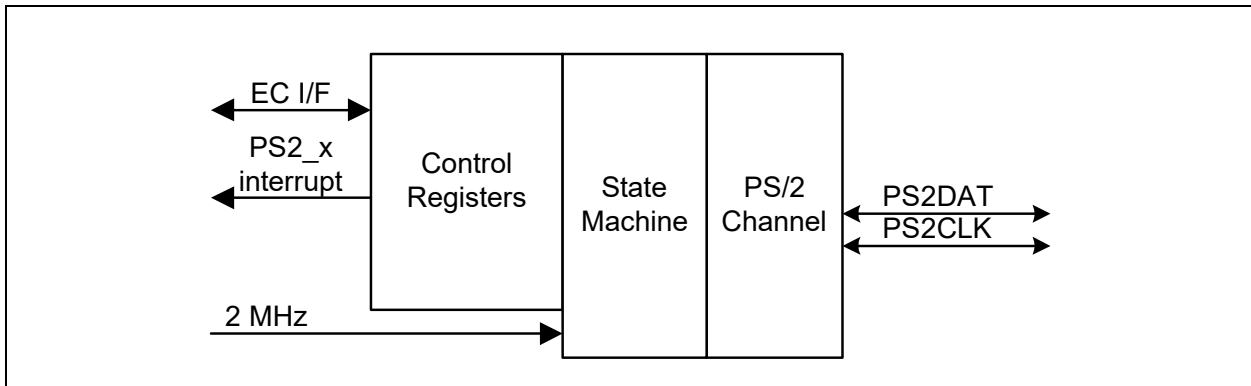 EC I/F
PS2_x
interrupt
Control
Registers
State
Machine
PS/2
Channel
PS2DAT
PS2CLK
2 MHz